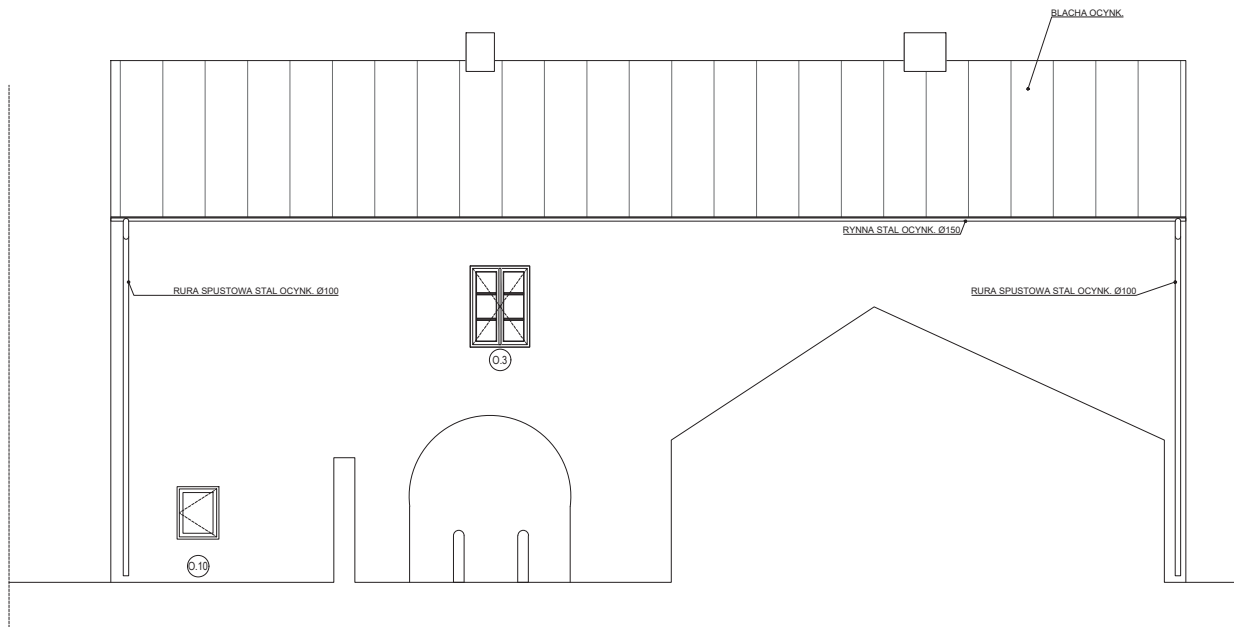 BLACHA OCYNK.
RYNNA STAL OCYNK. Ø150
RURA SPUSTOWA STAL OCYNK. Ø100
RURA SPUSTOWA STAL OCYNK. Ø100
O.3
O.10